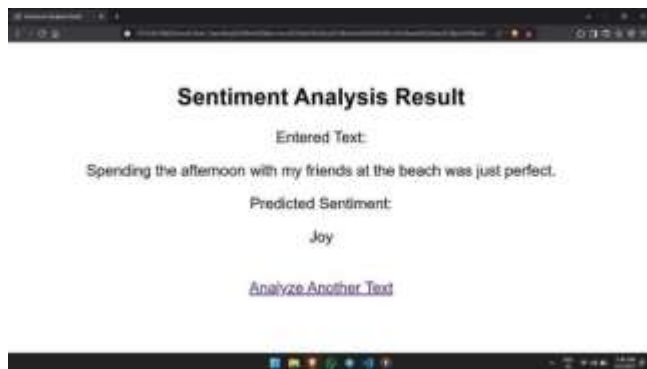 Sentiment Analysis Result
Entered Text:
Spending the afternoon with my friends at the beach was just perfect.
Predicted Sentiment:
Joy
Analyze Another Text